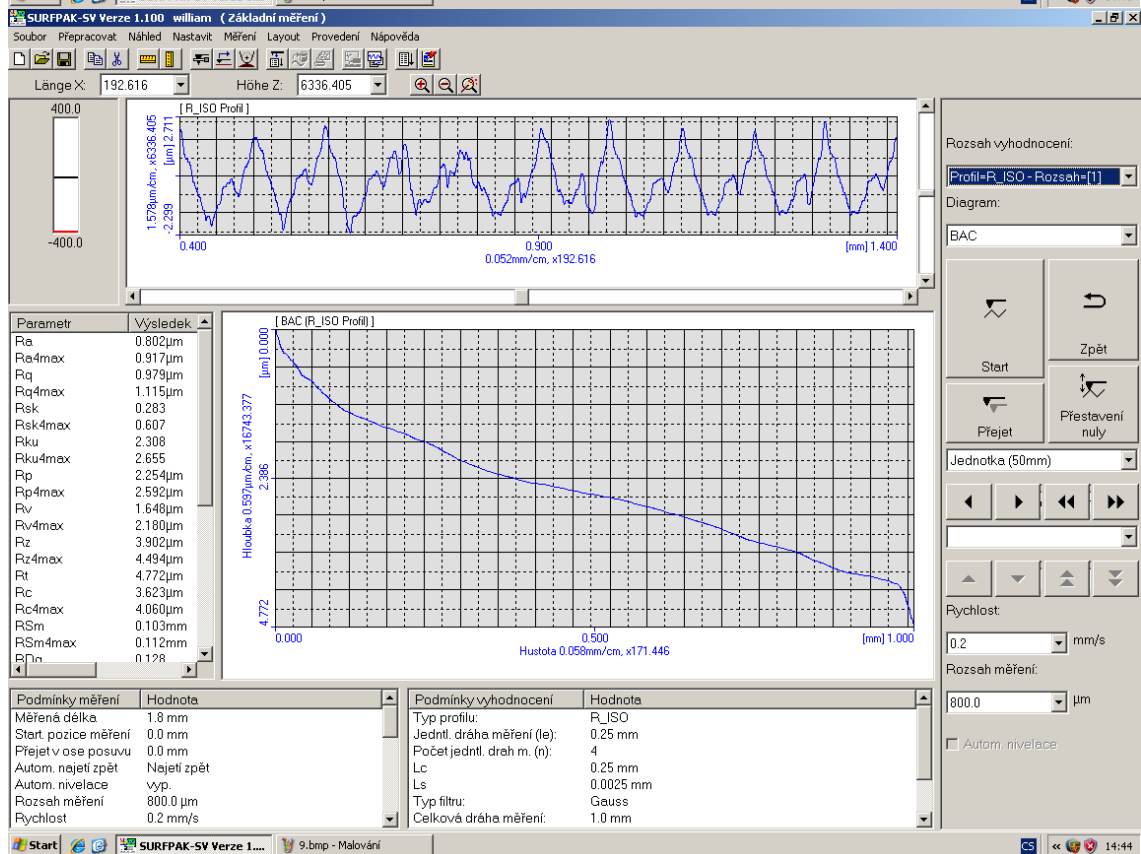 SURFPAK-SV Verze 1.100 william ( Základní měření )
Soubor Přepracovat Náhled Nastavit Měření Layout Provedení Nápověda
Länge X: 192.616 Höhe Z: 6336.405
400.0
-400.0
[ R_ISO Profil ]
1.578µm/cm, x6336.405
-2.299 [µm] 2.711
0.400 0.900 [mm] 1.400
0.052mm/cm, x192.616
Rozsah vyhodnocení:
Profil=R_ISO - Rozsah=[1]
Diagram:
BAC
Start
Zpět
Přejet
Přestavení
nuly
Jednotka (50mm)
Rychlost:
0.2 mm/s
Rozsah měření:
800.0 µm
Autom. nivelace
Parametr Výsledek
Ra 0.802µm
Ra4max 0.917µm
Rq 0.979µm
Rq4max 1.115µm
Rsk 0.283
Rsk4max 0.607
Rku 2.308
Rku4max 2.655
Rp 2.254µm
Rp4max 2.592µm
Rv 1.648µm
Rv4max 2.180µm
Rz 3.902µm
Rz4max 4.494µm
Rt 4.772µm
Rc 3.623µm
Rc4max 4.060µm
RSm 0.103mm
RSm4max 0.112mm
RDq 0.128
[ BAC (R_ISO Profil) ]
Hloubka 0.597µm/cm, x16743.377
4.772 2.386 [µm] 0.000
0.000 0.500 [mm] 1.000
Hustota 0.058mm/cm, x171.446
Podmínky měření Hodnota
Měřená délka 1.8 mm
Start. pozice měření 0.0 mm
Přejet v ose posuvu 0.0 mm
Autom. najetí zpět Najetí zpět
Autom. nivelace vyp.
Rozsah měření 800.0 µm
Rychlost 0.2 mm/s
Podmínky vyhodnocení Hodnota
Typ profilu: R_ISO
Jedntl. dráha měření (le): 0.25 mm
Počet jedntl. drah m. (n): 4
Lc 0.25 mm
Ls 0.0025 mm
Typ filtru: Gauss
Celková dráha měření: 1.0 mm
Start SURFPAK-SV Verze 1.... 9.bmp - Malování CS « 14:44